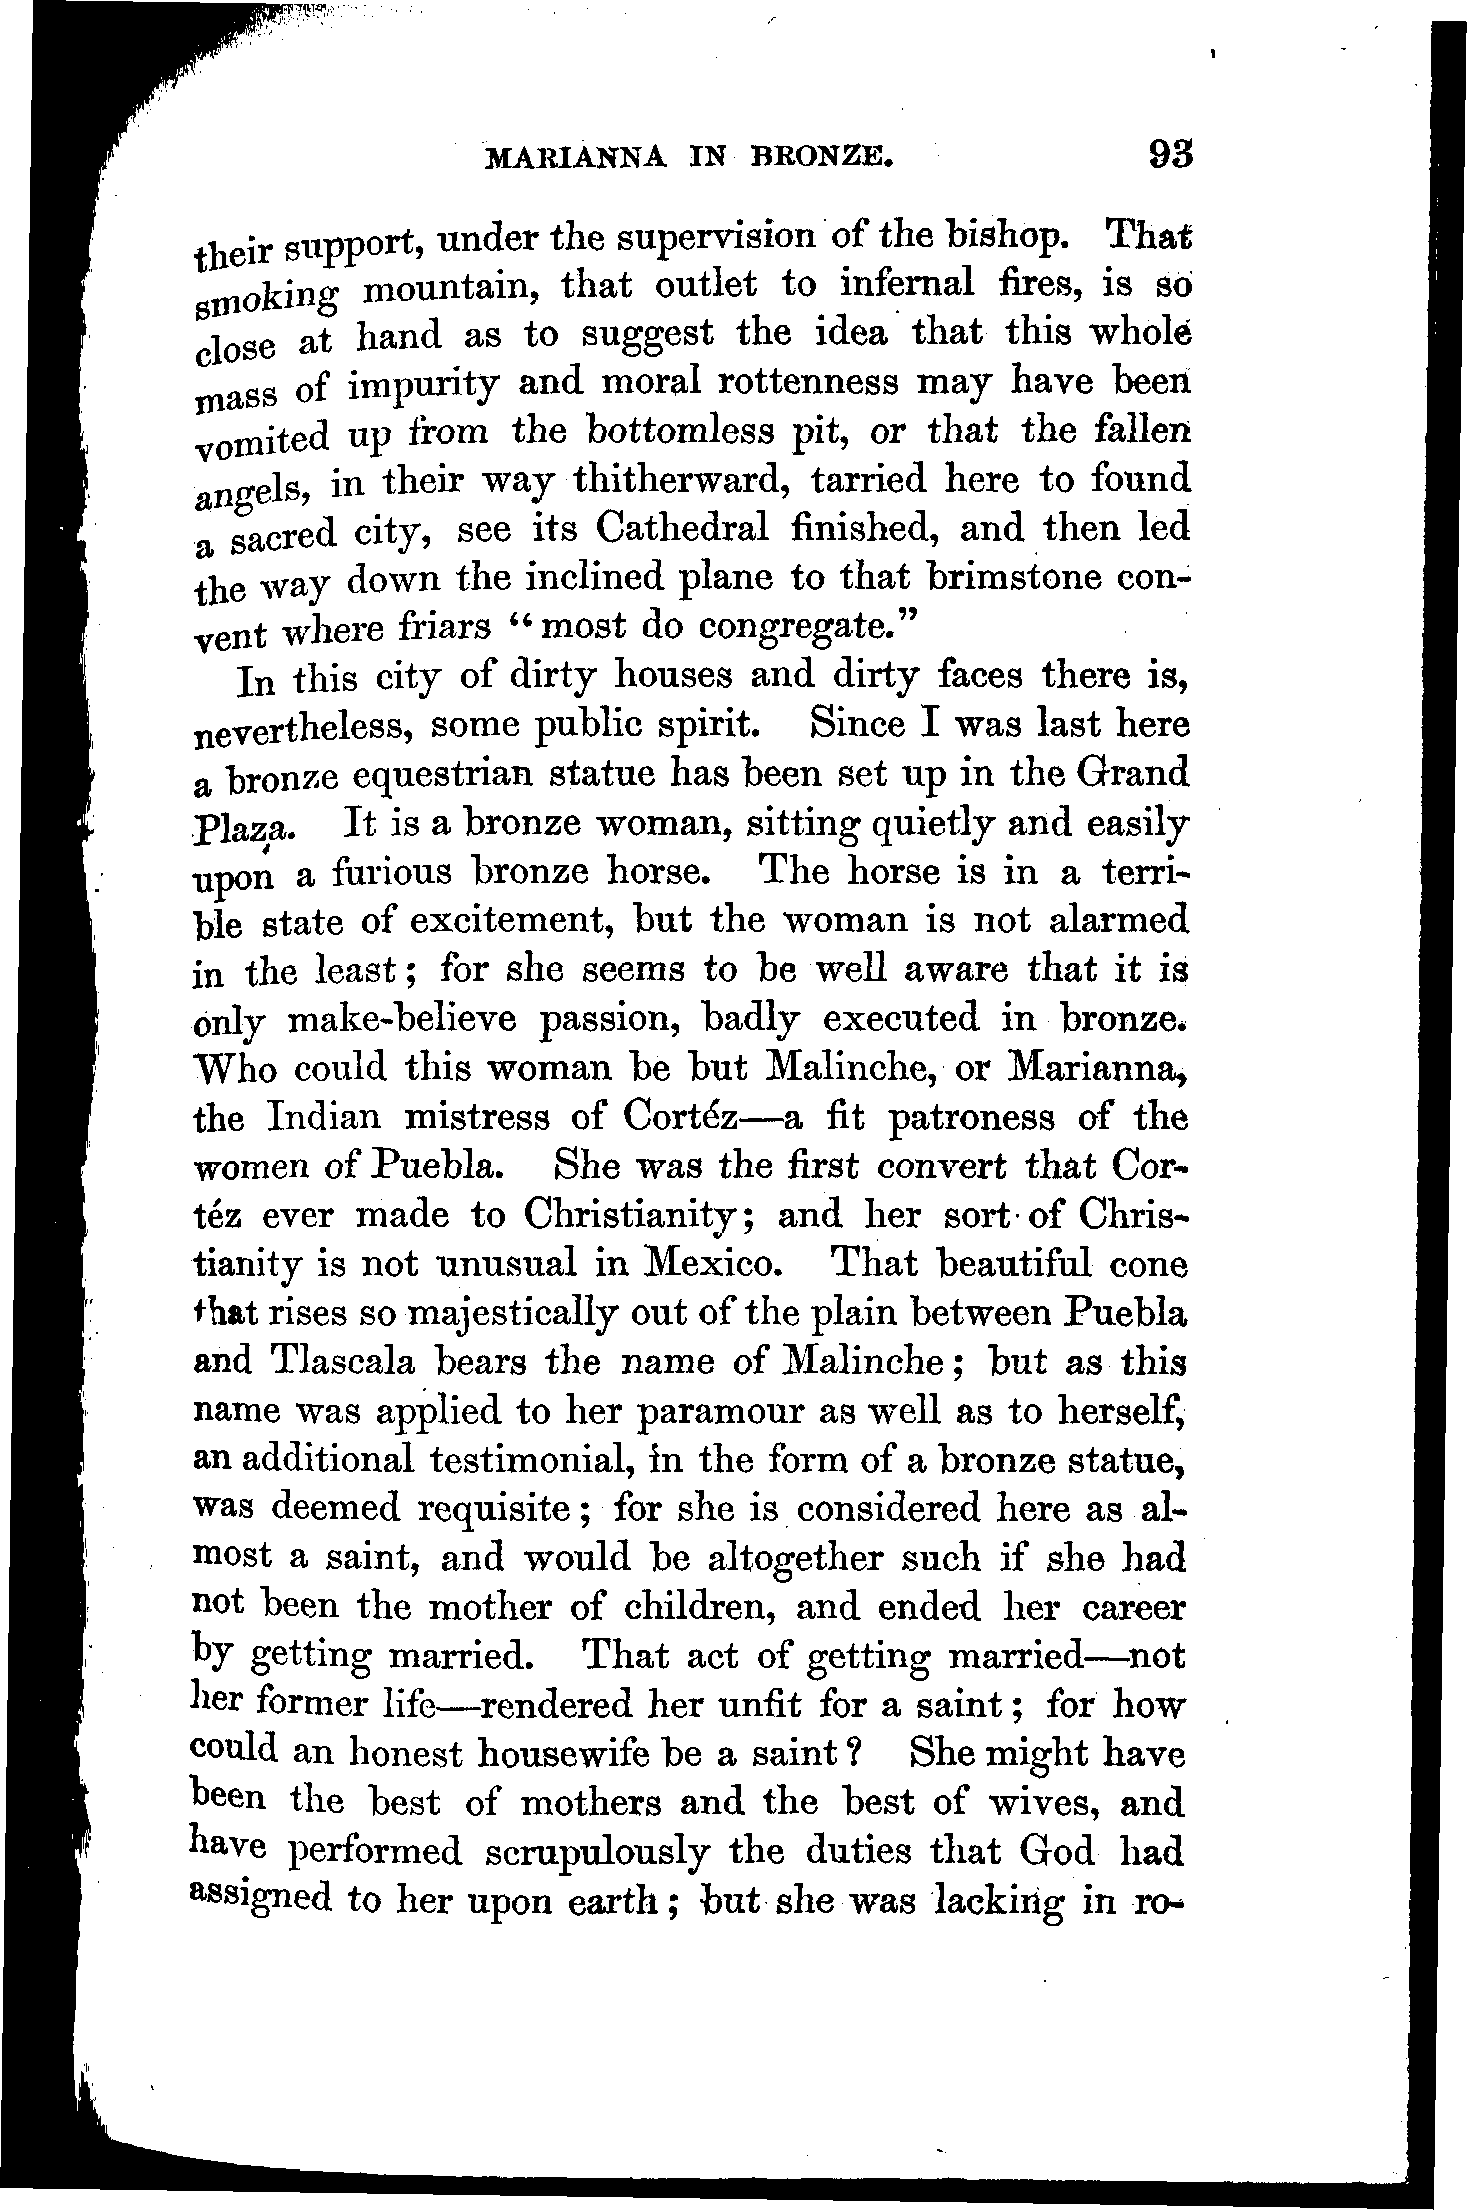 MARIANNA IN BRONZE. 93
their support, under the supervision of the bishop. That
smoking mountain, that outlet to infernal fires, is so
close at hand as to suggest the idea that this whole
mass of impurity and moral rottenness may have been
vomited up from the bottomless pit, or that the fallen
angels, in their way thitherward, tarried here to found
a sacred city, see its Cathedral finished, and then led
the way down the inclined plane to that brimstone con-
vent where friars “most do congregate.”
In this city of dirty houses and dirty faces there is,
nevertheless, some public spirit. Since I was last here
a bronze equestrian statue has been set up in the Grand
Plaza. It is a bronze woman, sitting quietly and easily
upon a furious bronze horse. The horse is in a terri-
ble state of excitement, but the woman is not alarmed
in the least; for she seems to be well aware that it is
only make-believe passion, badly executed in bronze.
Who could this woman be but Malinche, or Marianna,
the Indian mistress of Cortéz—a fit patroness of the
women of Puebla. She was the first convert that Cor-
téz ever made to Christianity; and her sort of Chris-
tianity is not unusual in Mexico. That beautiful cone
that rises so majestically out of the plain between Puebla
and Tlascala bears the name of Malinche; but as this
name was applied to her paramour as well as to herself,
an additional testimonial, in the form of a bronze statue,
was deemed requisite; for she is considered here as al-
most a saint, and would be altogether such if she had
not been the mother of children, and ended her career
by getting married. That act of getting married—not
her former life—rendered her unfit for a saint; for how
could an honest housewife be a saint? She might have
been the best of mothers and the best of wives, and
have performed scrupulously the duties that God had
assigned to her upon earth; but she was lacking in ro-